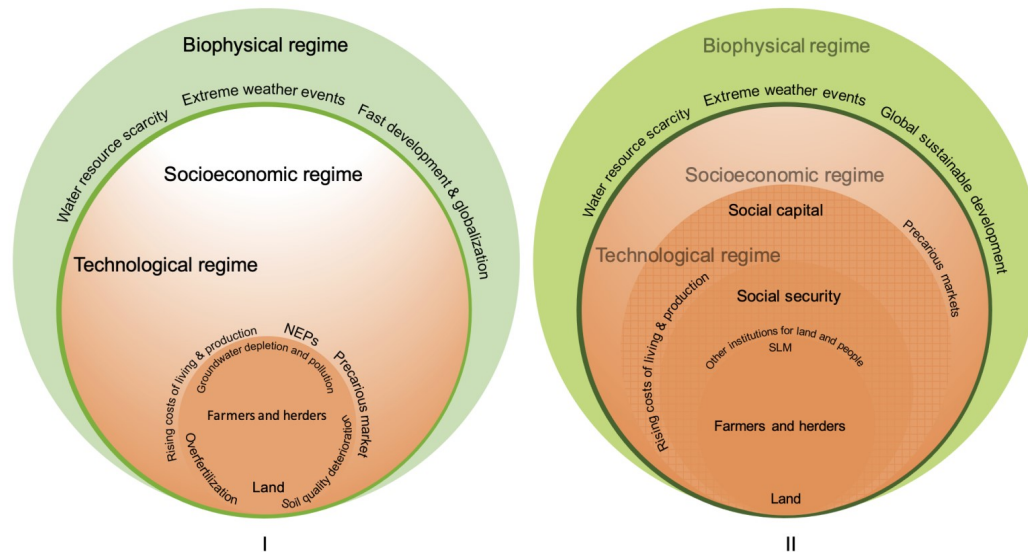 Biophysical regime
Extreme weather events
Water resource scarcity
Fast development & globalization
Socioeconomic regime
Technological regime
NEPs
Rising costs of living & production
Precarious market
Groundwater depletion and pollution
Farmers and herders
Overfertilization
Soil quality deterioration
Land
I
Biophysical regime
Extreme weather events
Water resource scarcity
Global sustainable development
Socioeconomic regime
Social capital
Precarious markets
Technological regime
Social security
Rising costs of living & production
Other institutions for land and people
SLM
Farmers and herders
Land
II